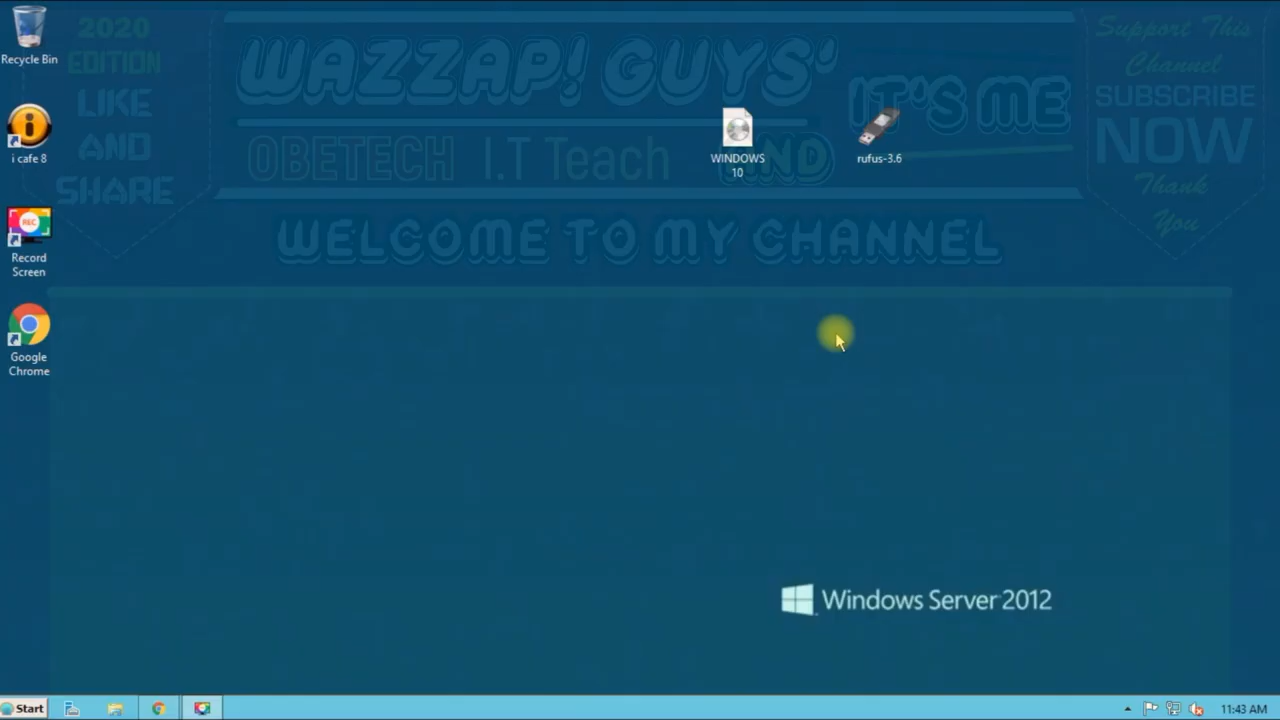 Recycle Bin
i cafe 8
Record
Screen
Google
Chrome
2020
EDITION
LIKE
AND
SHARE
WAZZAP! GUYS' IT'S ME
OBETECH I.T Teach AND
WELCOME TO MY CHANNEL
WINDOWS
10
rufus-3.6
Support This
Channel
SUBSCRIBE
NOW
Thank
You
Windows Server 2012
Start
11:43 AM